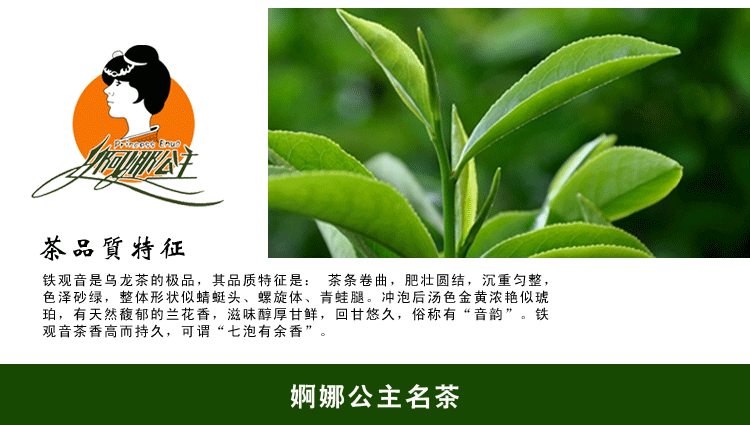 Princess Enuo
婀娜公主
茶品質特征
铁观音是乌龙茶的极品，其品质特征是： 茶条卷曲，肥壮圆结，沉重匀整，
色泽砂绿，整体形状似蜻蜓头、螺旋体、青蛙腿。冲泡后汤色金黄浓艳似琥
珀，有天然馥郁的兰花香，滋味醇厚甘鲜，回甘悠久，俗称有“音韵”。铁
观音茶香高而持久，可谓“七泡有余香”。
婀娜公主名茶